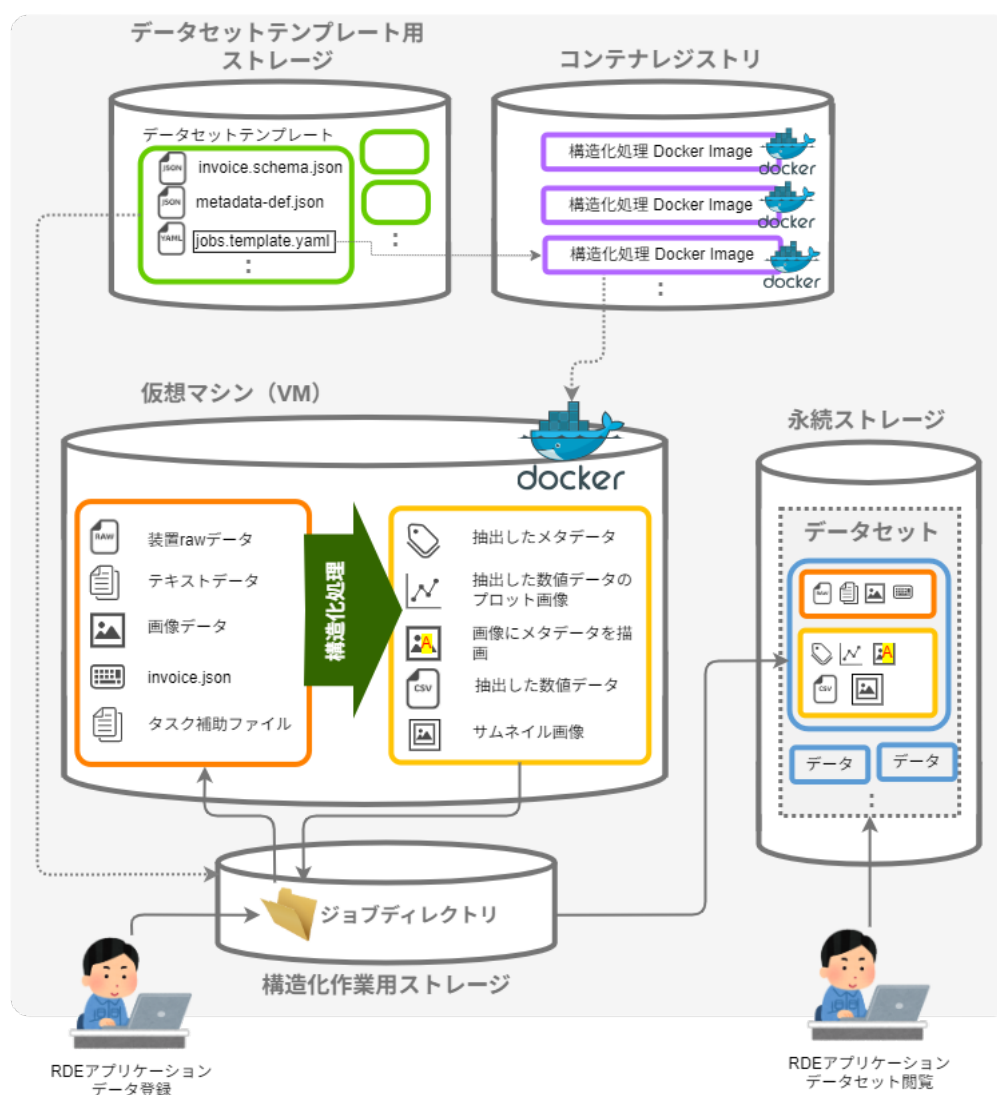 データセットテンプレート用
ストレージ
コンテナレジストリ
データセットテンプレート
JSON
invoice.schema.json
JSON
metadata-def.json
YAML
jobs.template.yaml
構造化処理 Docker Image
docker
構造化処理 Docker Image
docker
構造化処理 Docker Image
docker
仮想マシン（VM）
docker
RAW
装置rawデータ
テキストデータ
画像データ
invoice.json
タスク補助ファイル
構造化処理
抽出したメタデータ
抽出した数値データの
プロット画像
A
画像にメタデータを描
画
CSV
抽出した数値データ
サムネイル画像
永続ストレージ
データセット
RAW
A
CSV
データ
データ
ジョブディレクトリ
構造化作業用ストレージ
RDEアプリケーション
データ登録
RDEアプリケーション
データセット閲覧